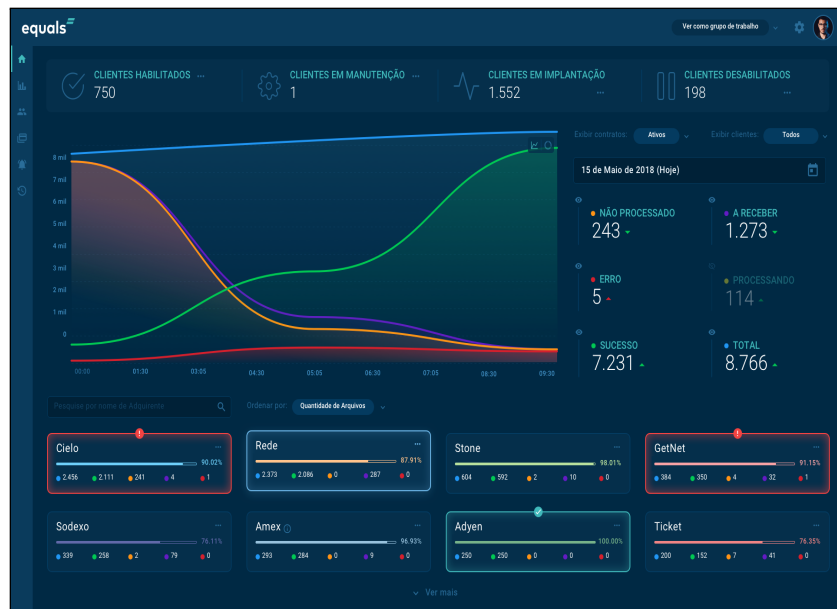 equals
Ver como grupo de trabalho
CLIENTES HABILITADOS ...
750
CLIENTES EM MANUTENÇÃO ...
1
CLIENTES EM IMPLANTAÇÃO
1.552 ...
CLIENTES DESABILITADOS
198 ...
8 mil
7 mil
6 mil
5 mil
4 mil
3 mil
2 mil
1 mil
0
00:00 01:30 03:05 04:30 05:05 06:30 07:05 08:30 09:30
Exibir contratos: Ativos Exibir clientes: Todos
15 de Maio de 2018 (Hoje)
NÃO PROCESSADO
243
A RECEBER
1.273
ERRO
5
PROCESSANDO
114
SUCESSO
7.231
TOTAL
8.766
Pesquise por nome de Adquirente
Ordenar por: Quantidade de Arquivos
Cielo
90.02%
2.456 2.111 241 4 1
Rede ...
87.91%
2.373 2.086 0 287 0
Stone ...
98.01%
604 592 2 10 0
GetNet ...
91.15%
384 350 4 32 1
Sodexo ...
76.11%
339 258 2 79 0
Amex ...
96.93%
293 284 0 9 0
Adyen ...
100.00%
250 250 0 0 0
Ticket ...
76.35%
200 152 7 41 0
Ver mais